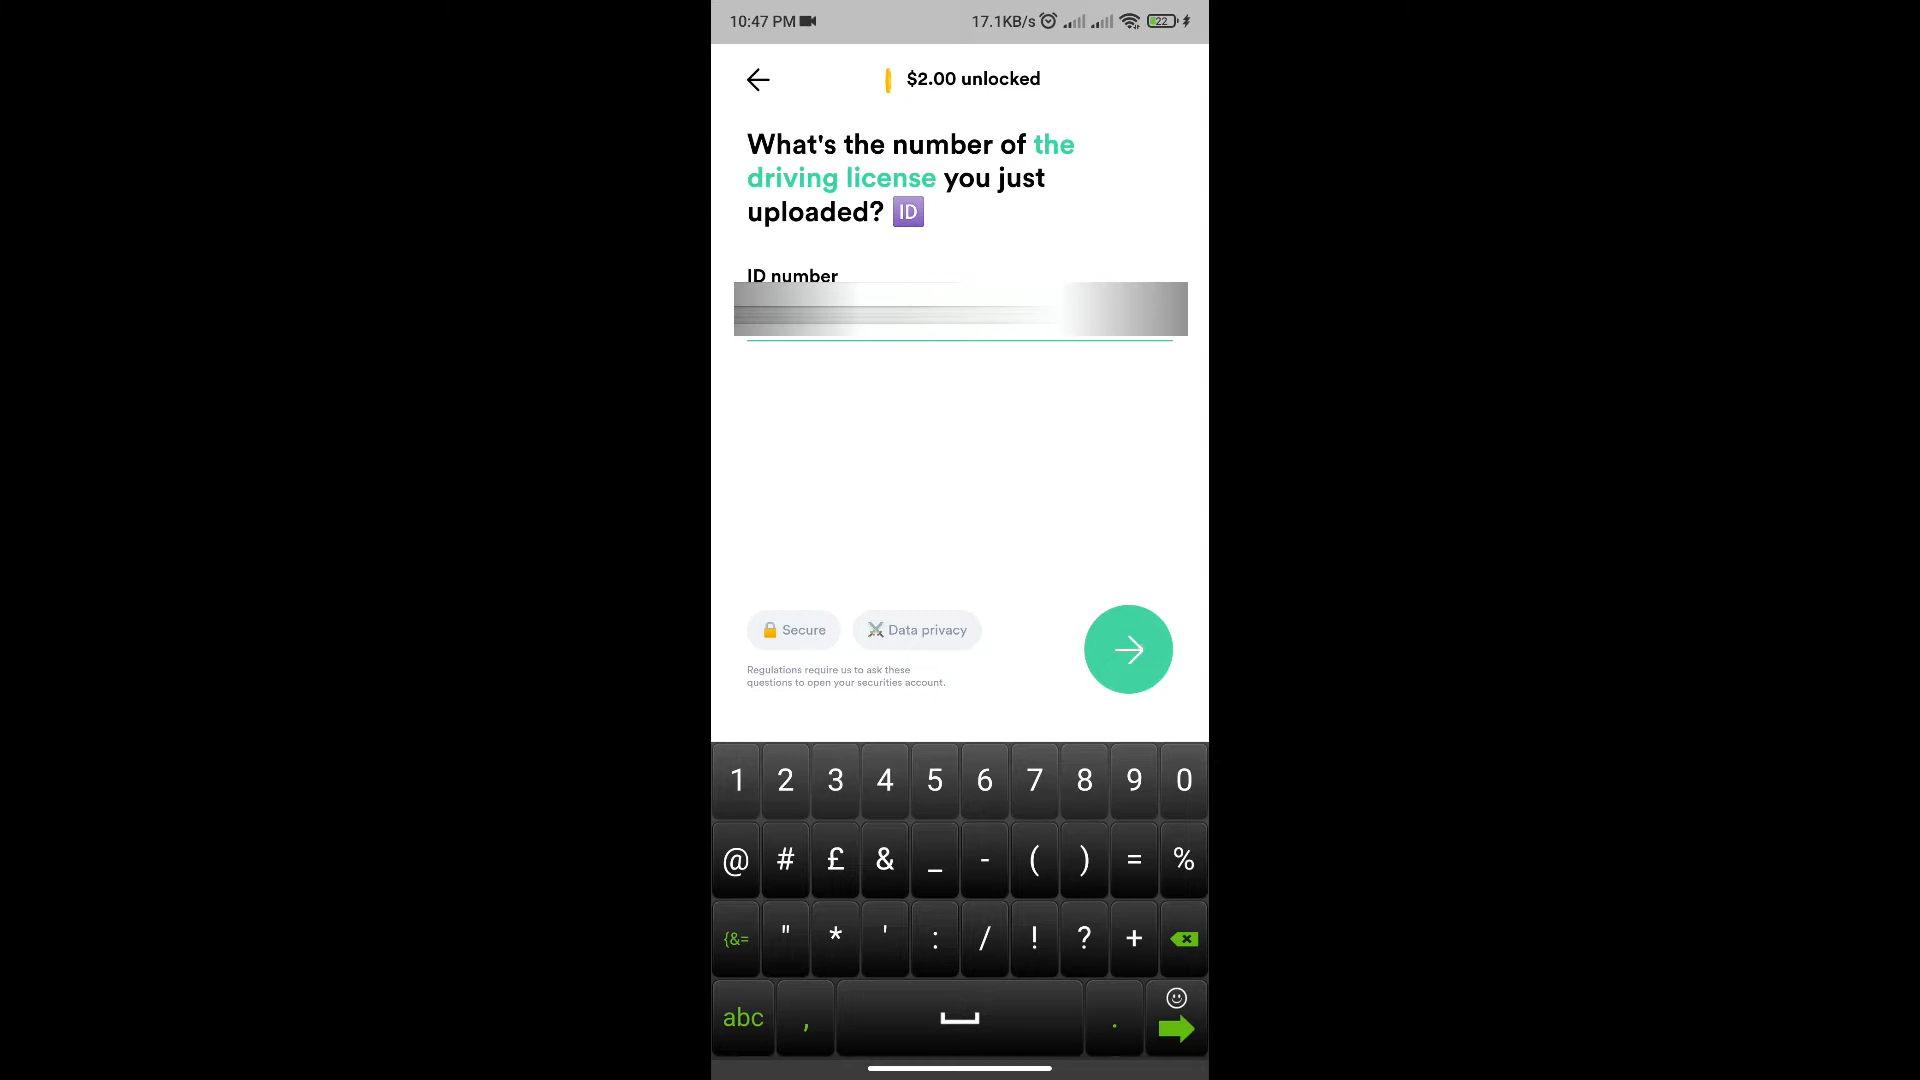 10:47 PM 17.1KB/s 22
$2.00 unlocked
What's the number of the
driving license you just
uploaded? 🆔
ID number
🔒 Secure ⚔️ Data privacy
Regulations require us to ask these
questions to open your securities account.
1 2 3 4 5 6 7 8 9 0
@ # £ & _ - ( ) = %
{&= " * ' : / ! ? +
abc , .